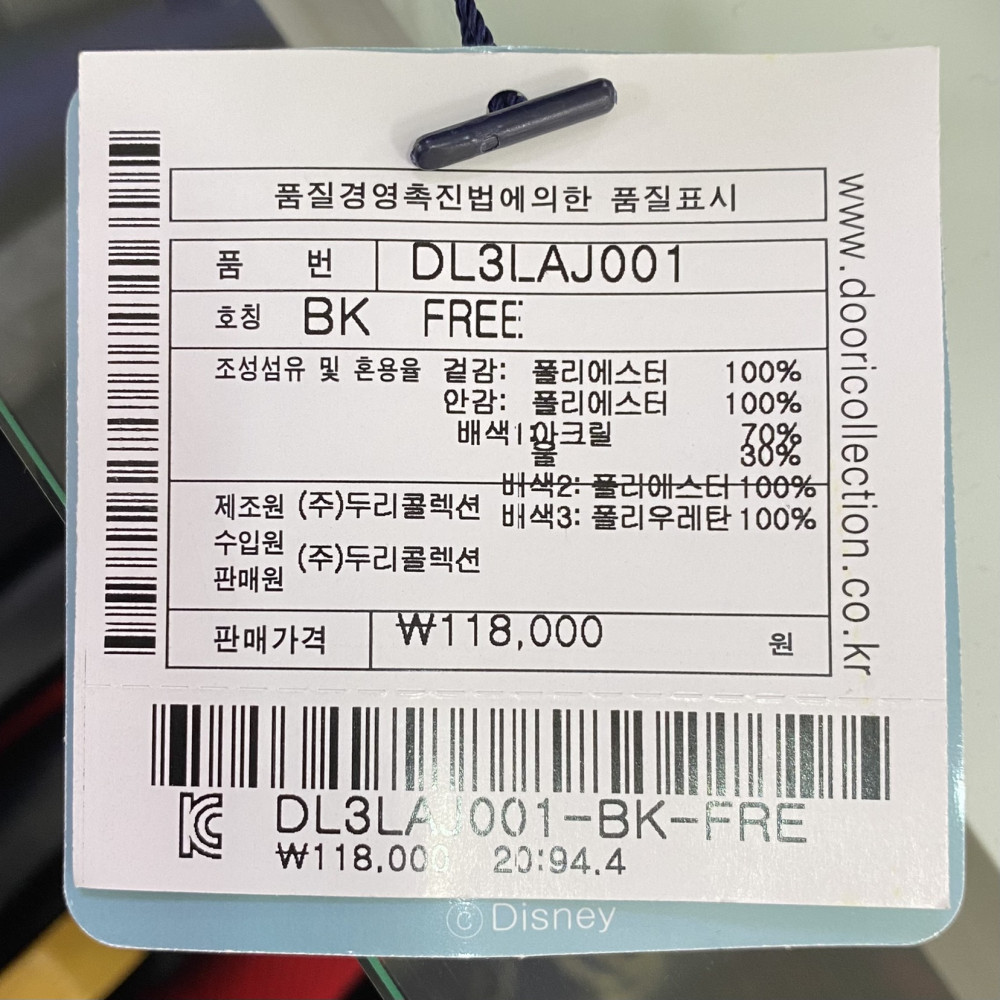 품질경영촉진법에의한 품질표시
품 번 DL3LAJ001
호칭 BK FREE
조성섬유 및 혼용율 겉감: 폴리에스터 100%
안감: 폴리에스터 100%
배색1: 아크릴 70%
울 30%
배색2: 폴리에스터 100%
배색3: 폴리우레탄 100%
제조원 (주)두리콜렉션
수입원
판매원 (주)두리콜렉션
판매가격 ₩118,000 원
www.dooricollection.co.kr
DL3LAJ001-BK-FRE
₩118,000 20:94.4
© Disney